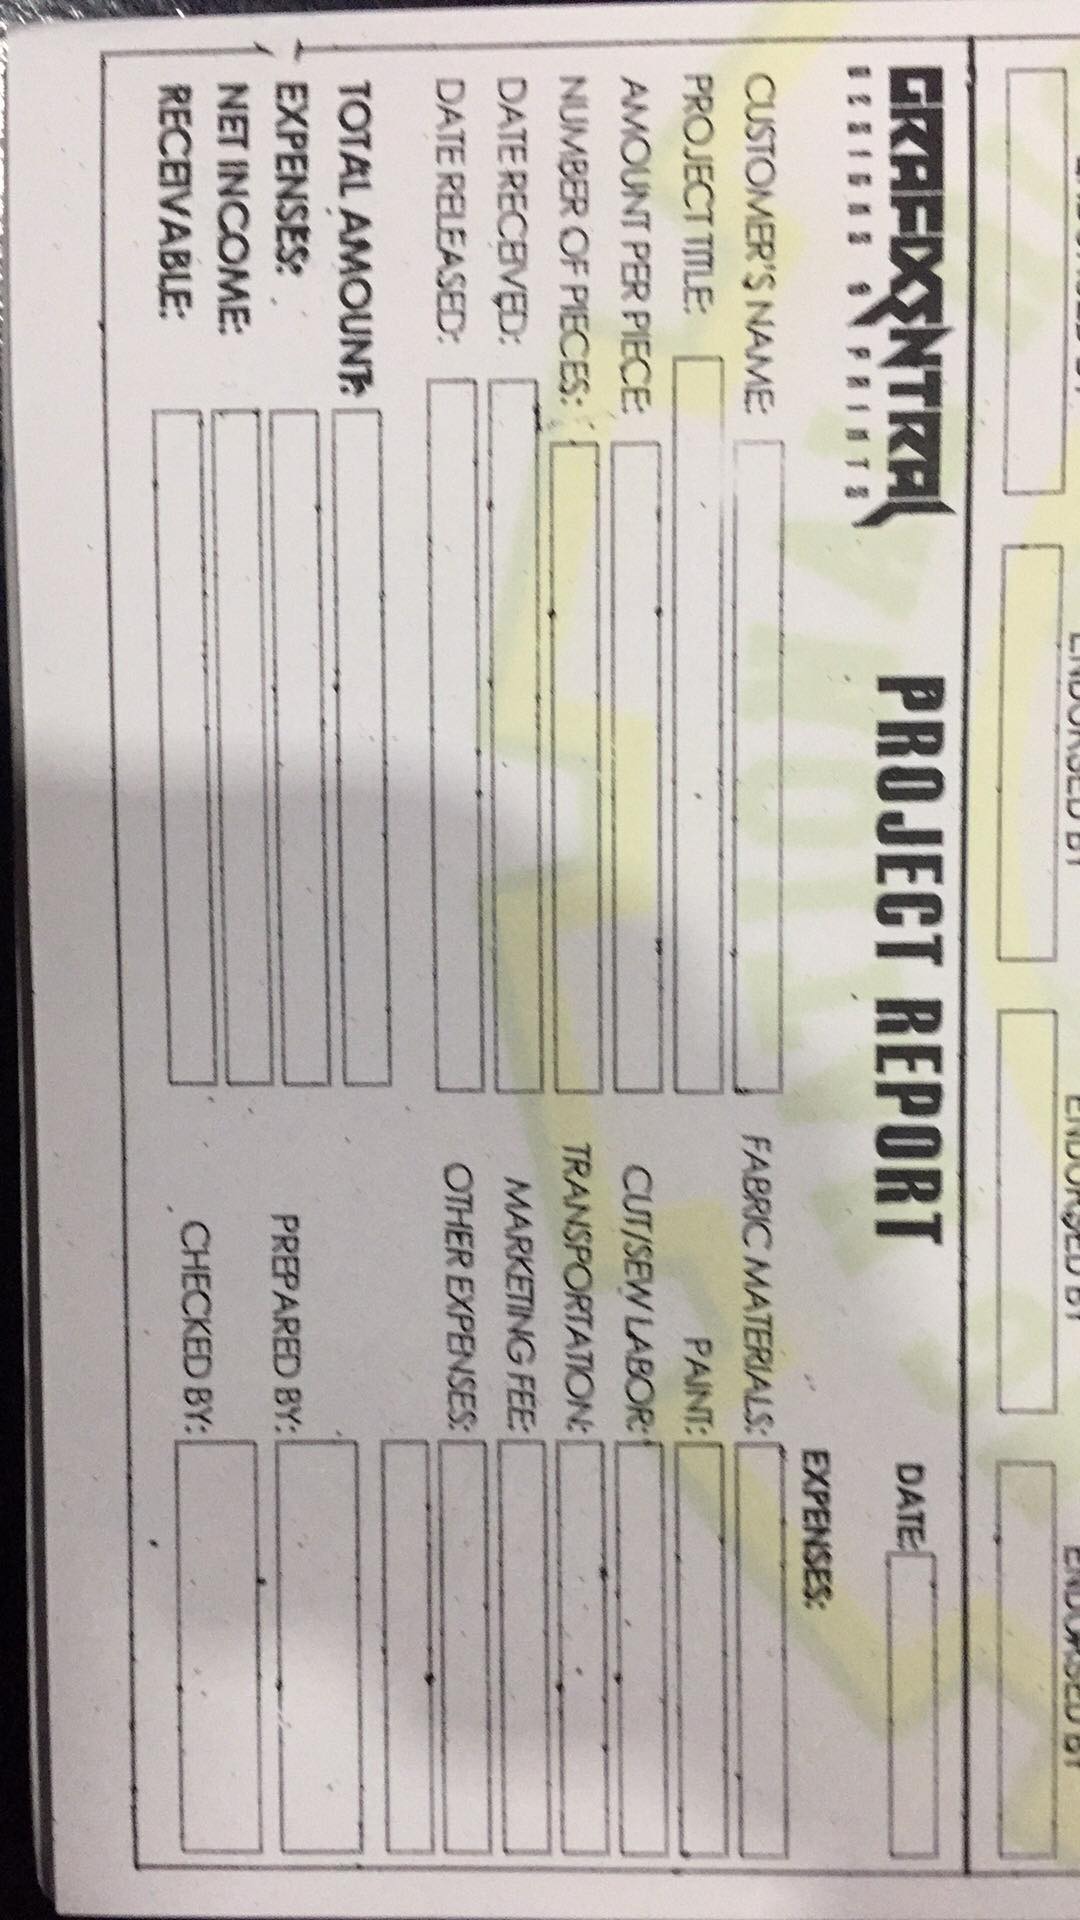 ENDORSED BY ENDORSED BY ENDORSED BY ENDORSED BY
GRAFIXENTRAL
DESIGNS & PRINTS
PROJECT REPORT
DATE:
CUSTOMER'S NAME:
PROJECT TITLE:
AMOUNT PER PIECE:
NUMBER OF PIECES:
DATE RECEIVED:
DATE RELEASED:
TOTAL AMOUNT:
EXPENSES:
NET INCOME:
RECEIVABLE:
EXPENSES:
FABRIC MATERIALS:
PAINT:
CUT/SEW LABOR:
TRANSPORTATION:
MARKETING FEE:
OTHER EXPENSES:
PREPARED BY:
CHECKED BY: